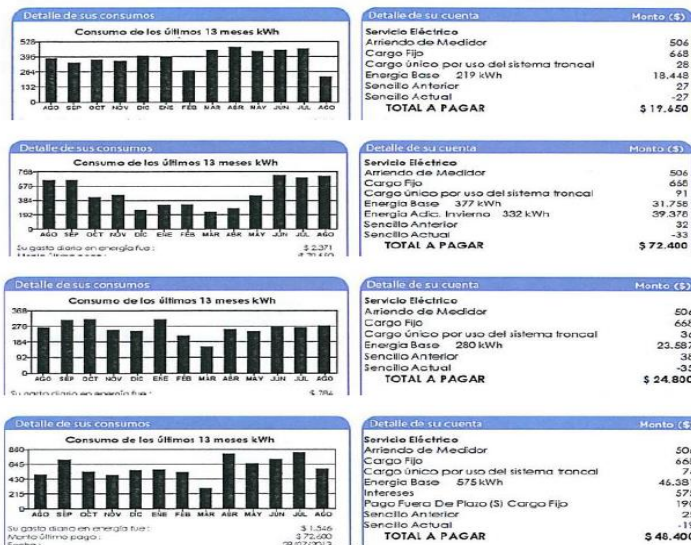 Detalle de sus consumos
Consumo de los últimos 13 meses kWh
528
396
264
132
AGO SEP OCT NOV DIC ENE FEB MAR ABR MAY JUN JUL AGO
Detalle de su cuenta Monto ($)
Servicio Eléctrico
Arriendo de Medidor 506
Cargo Fijo 668
Cargo único por uso del sistema troncal 28
Energía Base 219 kWh 18.448
Sencillo Anterior 27
Sencillo Actual -27
TOTAL A PAGAR $ 19.650
Detalle de sus consumos
Consumo de los últimos 13 meses kWh
768
576
384
192
AGO SEP OCT NOV DIC ENE FEB MAR ABR MAY JUN JUL AGO
Su gasto diario en energía fue : $ 2.371
Detalle de su cuenta Monto ($)
Servicio Eléctrico
Arriendo de Medidor 506
Cargo Fijo 668
Cargo único por uso del sistema troncal 91
Energía Base 377 kWh 31.758
Energía Adic. Invierno 332 kWh 39.378
Sencillo Anterior 32
Sencillo Actual -33
TOTAL A PAGAR $ 72.400
Detalle de sus consumos
Consumo de los últimos 13 meses kWh
368
276
184
92
AGO SEP OCT NOV DIC ENE FEB MAR ABR MAY JUN JUL AGO
Su gasto diario en energía fue : $ 786
Detalle de su cuenta Monto ($)
Servicio Eléctrico
Arriendo de Medidor 506
Cargo Fijo 668
Cargo único por uso del sistema troncal 36
Energía Base 280 kWh 23.587
Sencillo Anterior 38
Sencillo Actual -35
TOTAL A PAGAR $ 24.800
Detalle de sus consumos
Consumo de los últimos 13 meses kWh
860
645
430
215
AGO SEP OCT NOV DIC ENE FEB MAR ABR MAY JUN JUL AGO
Su gasto diario en energía fue : $ 1.546
Monto último pago : $ 72.600
Detalle de su cuenta Monto ($
Servicio Eléctrico
Arriendo de Medidor
Cargo Fijo
Cargo único por uso del sistema troncal
Energía Base 575 kWh
Intereses
Pago Fuera De Plazo (S) Cargo Fijo
Sencillo Anterior
Sencillo Actual
TOTAL A PAGAR $ 48.400